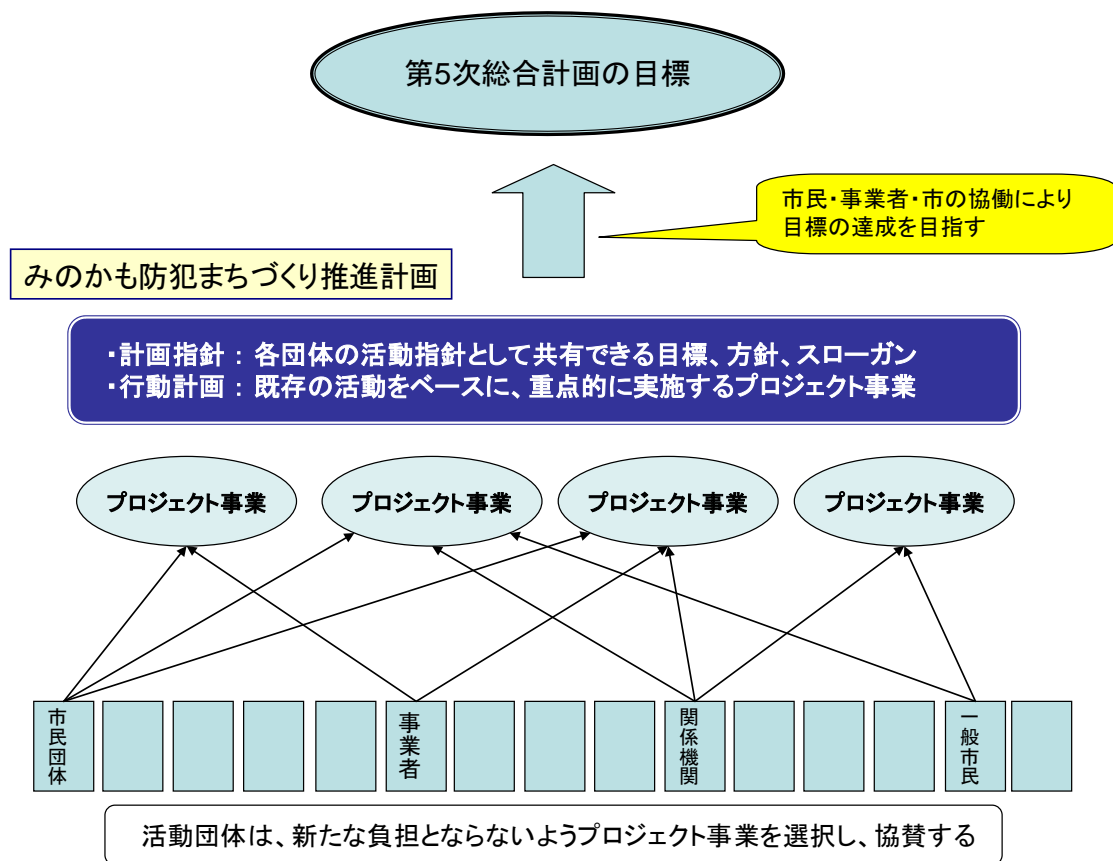 第5次総合計画の目標
市民・事業者・市の協働により
目標の達成を目指す
みのかも防犯まちづくり推進計画
・計画指針 ： 各団体の活動指針として共有できる目標、方針、スローガン
・行動計画 ： 既存の活動をベースに、重点的に実施するプロジェクト事業
プロジェクト事業
プロジェクト事業
プロジェクト事業
プロジェクト事業
市民団体
事業者
関係機関
一般市民
活動団体は、新たな負担とならないようプロジェクト事業を選択し、協賛する